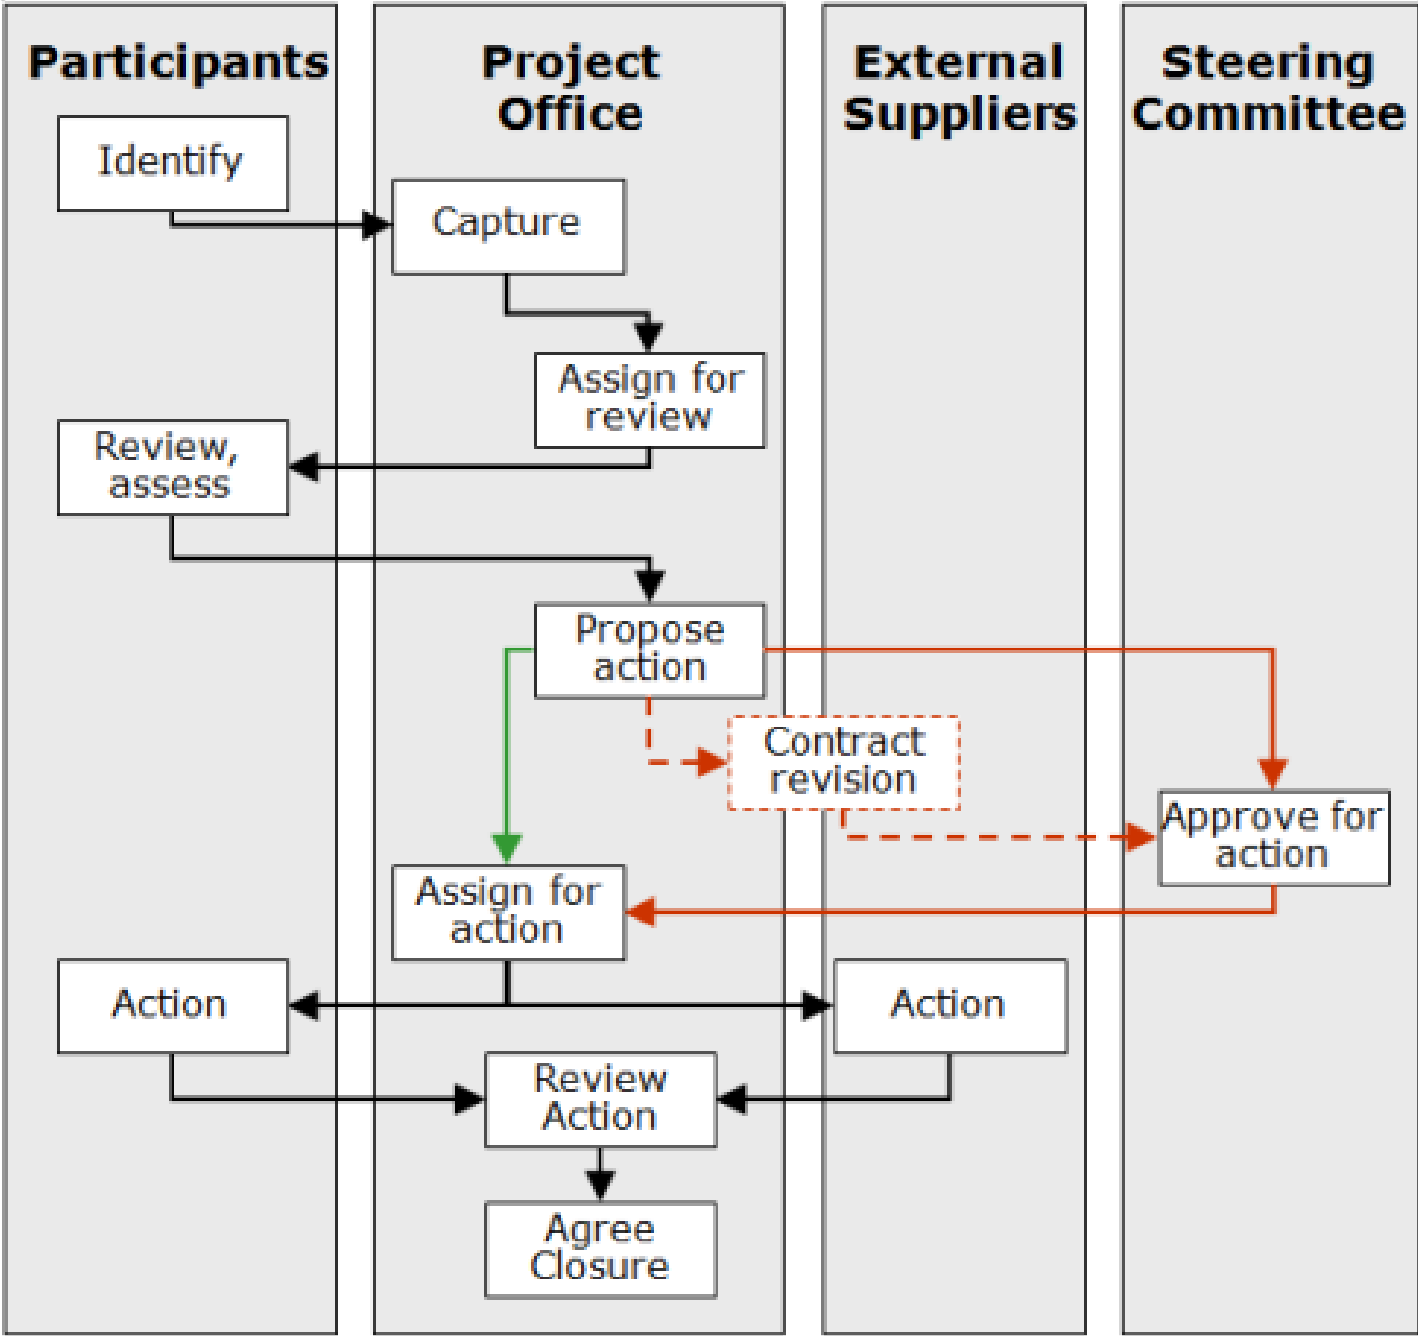 Participants
Project
Office
External
Suppliers
Steering
Committee
Identify
Capture
Assign for
review
Review,
assess
Propose
action
Contract
revision
Approve for
action
Assign for
action
Action
Action
Review
Action
Agree
Closure